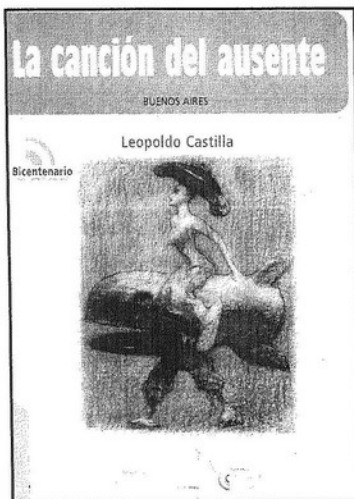 La canción del ausente
BUENOS AIRES
Leopoldo Castilla
Bicentenario